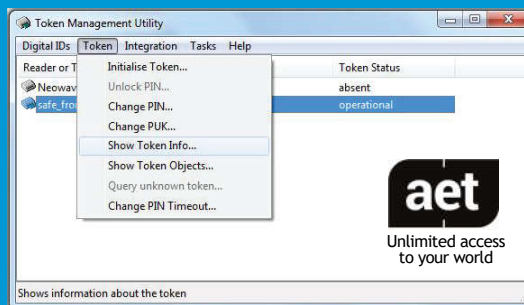 Token Management Utility
Digital IDs Token Integration Tasks Help
Reader or T
Token Status
Neowav
absent
safe_fro
operational
Initialise Token...
Unlock PIN...
Change PIN...
Change PUK...
Show Token Info...
Show Token Objects...
Query unknown token...
Change PIN Timeout...
aet
Unlimited access
to your world
Shows information about the token